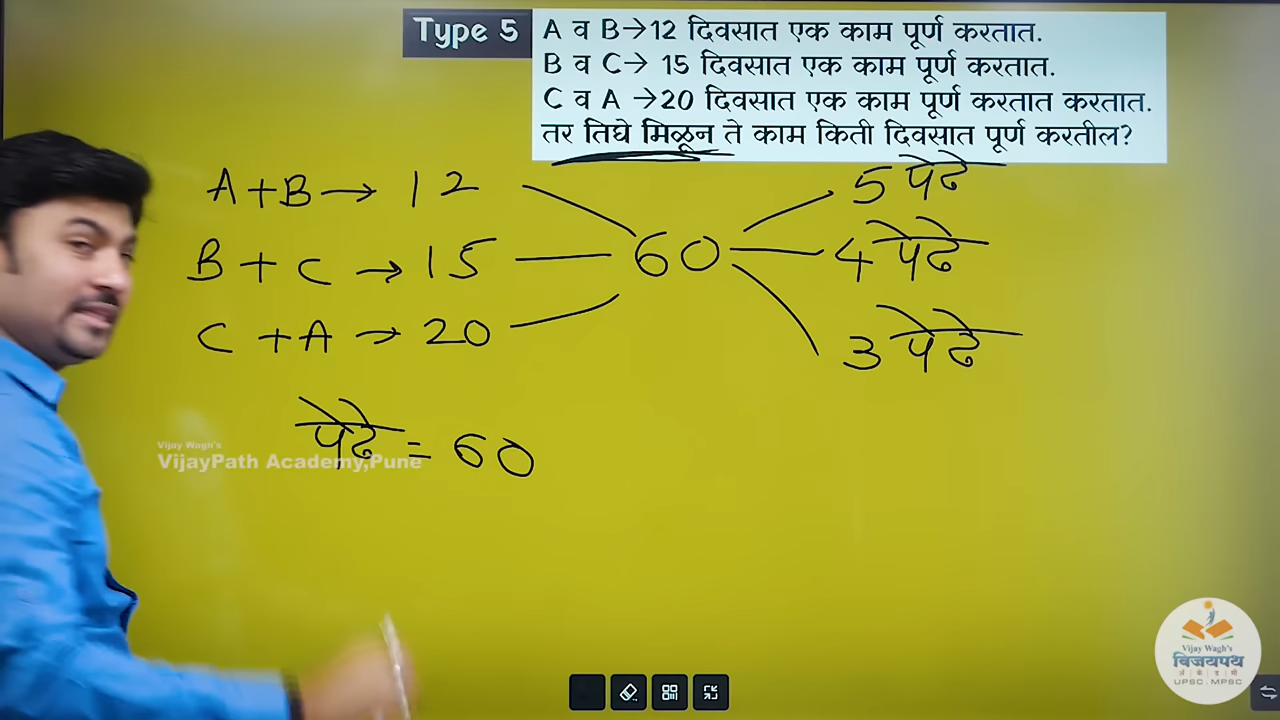 Type 5
A व B→12 दिवसात एक काम पूर्ण करतात.
B व C→ 15 दिवसात एक काम पूर्ण करतात.
C व A →20 दिवसात एक काम पूर्ण करतात करतात.
तर तिघे मिळून ते काम किती दिवसात पूर्ण करतील?
A+B → 12
B + C → 15
C + A → 20
60
5 पेढे
4 पेढे
3 पेढे
पेढे = 60
Vijay Wagh's
VijayPath Academy,Pune
Vijay Wagh's
विजयपथ
UPSC . MPSC